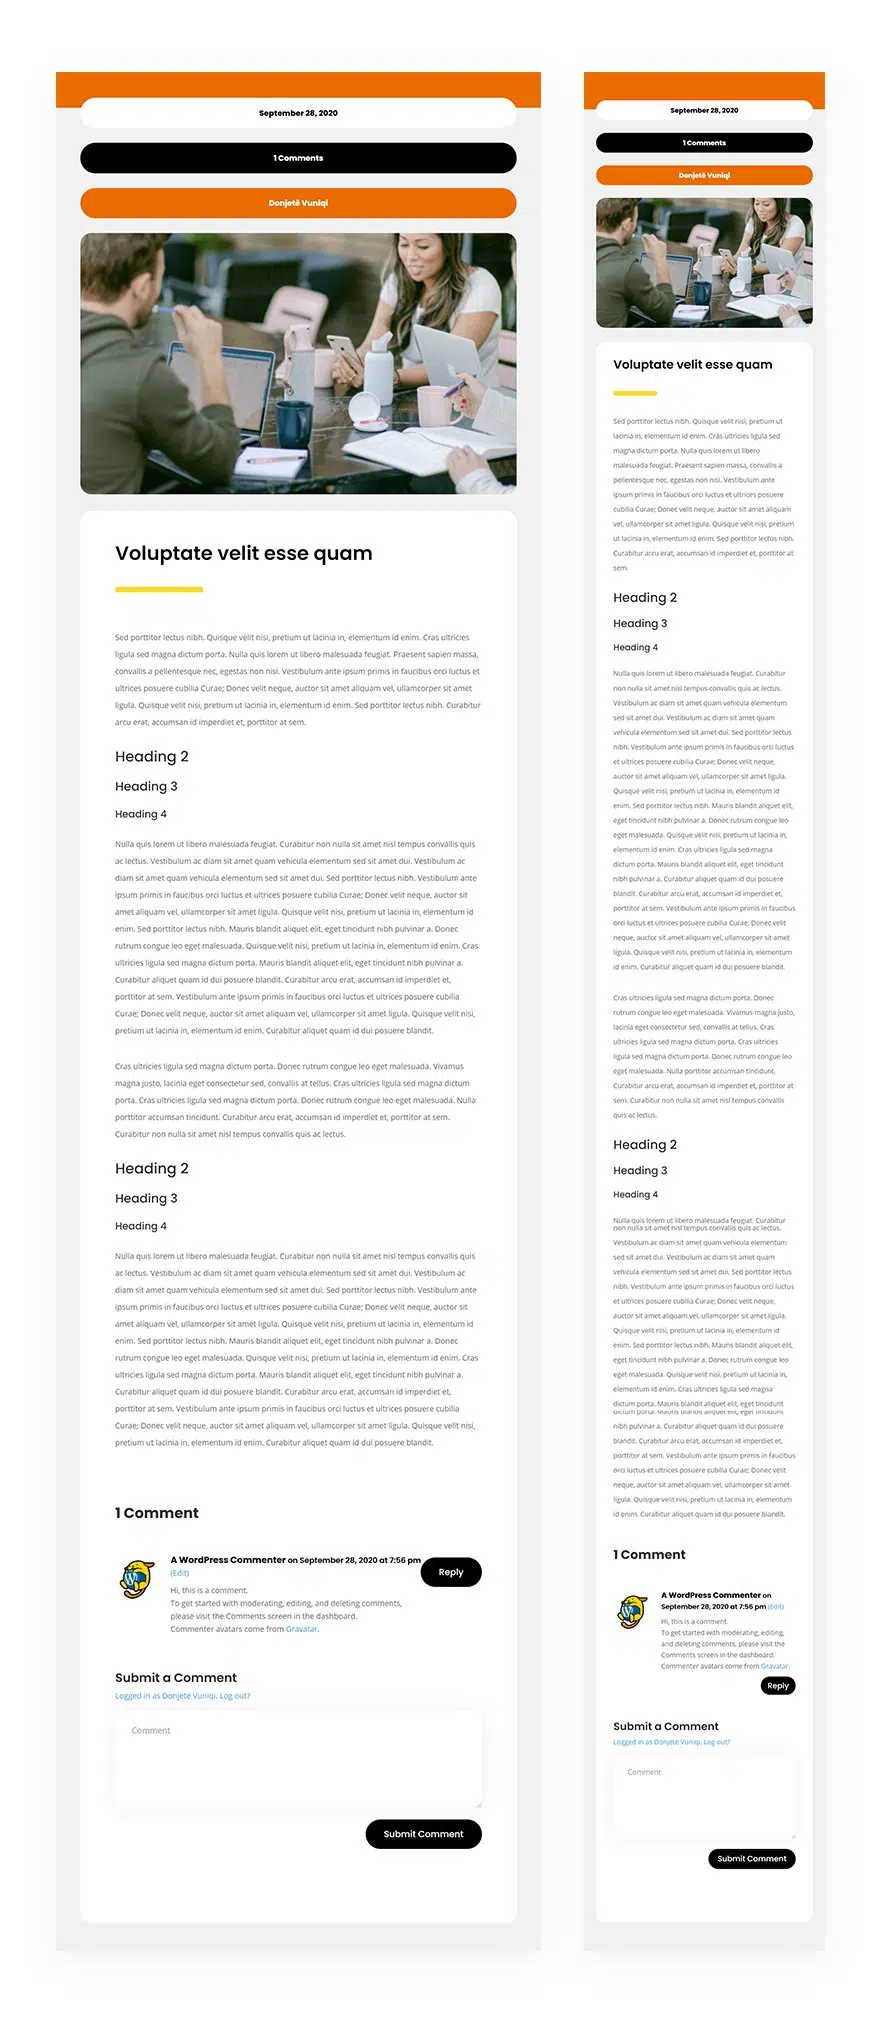 September 28, 2020
1 Comments
Donjetë Vuniqi
Voluptate velit esse quam
Sed porttitor lectus nibh. Quisque velit nisi, pretium ut lacinia in, elementum id enim. Cras ultricies
ligula sed magna dictum porta. Nulla quis lorem ut libero malesuada feugiat. Praesent sapien massa,
convallis a pellentesque nec, egestas non nisi. Vestibulum ante ipsum primis in faucibus orci luctus et
ultrices posuere cubilia Curae; Donec velit neque, auctor sit amet aliquam vel, ullamcorper sit amet
ligula. Quisque velit nisi, pretium ut lacinia in, elementum id enim. Sed porttitor lectus nibh. Curabitur
arcu erat, accumsan id imperdiet et, porttitor at sem.
Heading 2
Heading 3
Heading 4
Nulla quis lorem ut libero malesuada feugiat. Curabitur non nulla sit amet nisl tempus convallis quis
ac lectus. Vestibulum ac diam sit amet quam vehicula elementum sed sit amet dui. Vestibulum ac
diam sit amet quam vehicula elementum sed sit amet dui. Sed porttitor lectus nibh. Vestibulum ante
ipsum primis in faucibus orci luctus et ultrices posuere cubilia Curae; Donec velit neque, auctor sit
amet aliquam vel, ullamcorper sit amet ligula. Quisque velit nisi, pretium ut lacinia in, elementum id
enim. Sed porttitor lectus nibh. Mauris blandit aliquet elit, eget tincidunt nibh pulvinar a. Donec
rutrum congue leo eget malesuada. Quisque velit nisi, pretium ut lacinia in, elementum id enim. Cras
ultricies ligula sed magna dictum porta. Mauris blandit aliquet elit, eget tincidunt nibh pulvinar a.
Curabitur aliquet quam id dui posuere blandit. Curabitur arcu erat, accumsan id imperdiet et,
porttitor at sem. Vestibulum ante ipsum primis in faucibus orci luctus et ultrices posuere cubilia
Curae; Donec velit neque, auctor sit amet aliquam vel, ullamcorper sit amet ligula. Quisque velit nisi,
pretium ut lacinia in, elementum id enim. Curabitur aliquet quam id dui posuere blandit.
Cras ultricies ligula sed magna dictum porta. Donec rutrum congue leo eget malesuada. Vivamus
magna justo, lacinia eget consectetur sed, convallis at tellus. Cras ultricies ligula sed magna dictum
porta. Cras ultricies ligula sed magna dictum porta. Donec rutrum congue leo eget malesuada. Nulla
porttitor accumsan tincidunt. Curabitur arcu erat, accumsan id imperdiet et, porttitor at sem.
Curabitur non nulla sit amet nisl tempus convallis quis ac lectus.
Heading 2
Heading 3
Heading 4
Nulla quis lorem ut libero malesuada feugiat. Curabitur non nulla sit amet nisl tempus convallis quis
ac lectus. Vestibulum ac diam sit amet quam vehicula elementum sed sit amet dui. Vestibulum ac
diam sit amet quam vehicula elementum sed sit amet dui. Sed porttitor lectus nibh. Vestibulum ante
ipsum primis in faucibus orci luctus et ultrices posuere cubilia Curae; Donec velit neque, auctor sit
amet aliquam vel, ullamcorper sit amet ligula. Quisque velit nisi, pretium ut lacinia in, elementum id
enim. Sed porttitor lectus nibh. Mauris blandit aliquet elit, eget tincidunt nibh pulvinar a. Donec
rutrum congue leo eget malesuada. Quisque velit nisi, pretium ut lacinia in, elementum id enim. Cras
ultricies ligula sed magna dictum porta. Mauris blandit aliquet elit, eget tincidunt nibh pulvinar a.
Curabitur aliquet quam id dui posuere blandit. Curabitur arcu erat, accumsan id imperdiet et,
porttitor at sem. Vestibulum ante ipsum primis in faucibus orci luctus et ultrices posuere cubilia
Curae; Donec velit neque, auctor sit amet aliquam vel, ullamcorper sit amet ligula. Quisque velit nisi,
pretium ut lacinia in, elementum id enim. Curabitur aliquet quam id dui posuere blandit.
1 Comment
A WordPress Commenter on September 28, 2020 at 7:56 pm
(Edit)
Reply
Hi, this is a comment.
To get started with moderating, editing, and deleting comments,
please visit the Comments screen in the dashboard.
Commenter avatars come from Gravatar.
Submit a Comment
Logged in as Donjetë Vuniqi. Log out?
Comment
Submit Comment
September 28, 2020
1 Comments
Donjetë Vuniqi
Voluptate velit esse quam
Sed porttitor lectus nibh. Quisque velit nisi, pretium ut
lacinia in, elementum id enim. Cras ultricies ligula sed
magna dictum porta. Nulla quis lorem ut libero
malesuada feugiat. Praesent sapien massa, convallis a
pellentesque nec, egestas non nisi. Vestibulum ante
ipsum primis in faucibus orci luctus et ultrices posuere
cubilia Curae; Donec velit neque, auctor sit amet aliquam
vel, ullamcorper sit amet ligula. Quisque velit nisi, pretium
ut lacinia in, elementum id enim. Sed porttitor lectus nibh.
Curabitur arcu erat, accumsan id imperdiet et, porttitor at
sem.
Heading 2
Heading 3
Heading 4
Nulla quis lorem ut libero malesuada feugiat. Curabitur
non nulla sit amet nisl tempus convallis quis ac lectus.
Vestibulum ac diam sit amet quam vehicula elementum
sed sit amet dui. Vestibulum ac diam sit amet quam
vehicula elementum sed sit amet dui. Sed porttitor lectus
nibh. Vestibulum ante ipsum primis in faucibus orci luctus
et ultrices posuere cubilia Curae; Donec velit neque,
auctor sit amet aliquam vel, ullamcorper sit amet ligula.
Quisque velit nisi, pretium ut lacinia in, elementum id
enim. Sed porttitor lectus nibh. Mauris blandit aliquet elit,
eget tincidunt nibh pulvinar a. Donec rutrum congue leo
eget malesuada. Quisque velit nisi, pretium ut lacinia in,
elementum id enim. Cras ultricies ligula sed magna
dictum porta. Mauris blandit aliquet elit, eget tincidunt
nibh pulvinar a. Curabitur aliquet quam id dui posuere
blandit. Curabitur arcu erat, accumsan id imperdiet et,
porttitor at sem. Vestibulum ante ipsum primis in faucibus
orci luctus et ultrices posuere cubilia Curae; Donec velit
neque, auctor sit amet aliquam vel, ullamcorper sit amet
ligula. Quisque velit nisi, pretium ut lacinia in, elementum
id enim. Curabitur aliquet quam id dui posuere blandit.
Cras ultricies ligula sed magna dictum porta. Donec
rutrum congue leo eget malesuada. Vivamus magna justo,
lacinia eget consectetur sed, convallis at tellus. Cras
ultricies ligula sed magna dictum porta. Cras ultricies
ligula sed magna dictum porta. Donec rutrum congue leo
eget malesuada. Nulla porttitor accumsan tincidunt.
Curabitur arcu erat, accumsan id imperdiet et, porttitor at
sem. Curabitur non nulla sit amet nisl tempus convallis
quis ac lectus.
Heading 2
Heading 3
Heading 4
Nulla quis lorem ut libero malesuada feugiat. Curabitur
non nulla sit amet nisl tempus convallis quis ac lectus.
Vestibulum ac diam sit amet quam vehicula elementum
sed sit amet dui. Vestibulum ac diam sit amet quam
vehicula elementum sed sit amet dui. Sed porttitor lectus
nibh. Vestibulum ante ipsum primis in faucibus orci luctus
et ultrices posuere cubilia Curae; Donec velit neque,
auctor sit amet aliquam vel, ullamcorper sit amet ligula.
Quisque velit nisi, pretium ut lacinia in, elementum id
enim. Sed porttitor lectus nibh. Mauris blandit aliquet elit,
eget tincidunt nibh pulvinar a. Donec rutrum congue leo
eget malesuada. Quisque velit nisi, pretium ut lacinia in,
elementum id enim. Cras ultricies ligula sed magna
dictum porta. Mauris blandit aliquet elit, eget tincidunt
nibh pulvinar a. Curabitur aliquet quam id dui posuere
blandit. Curabitur arcu erat, accumsan id imperdiet et,
porttitor at sem. Vestibulum ante ipsum primis in faucibus
orci luctus et ultrices posuere cubilia Curae; Donec velit
neque, auctor sit amet aliquam vel, ullamcorper sit amet
ligula. Quisque velit nisi, pretium ut lacinia in, elementum
id enim. Curabitur aliquet quam id dui posuere blandit.
1 Comment
A WordPress Commenter on
September 28, 2020 at 7:56 pm (Edit)
Hi, this is a comment.
To get started with moderating, editing,
and deleting comments, please visit the
Comments screen in the dashboard.
Commenter avatars come from Gravatar.
Reply
Submit a Comment
Logged in as Donjetë Vuniqi. Log out?
Comment
Submit Comment